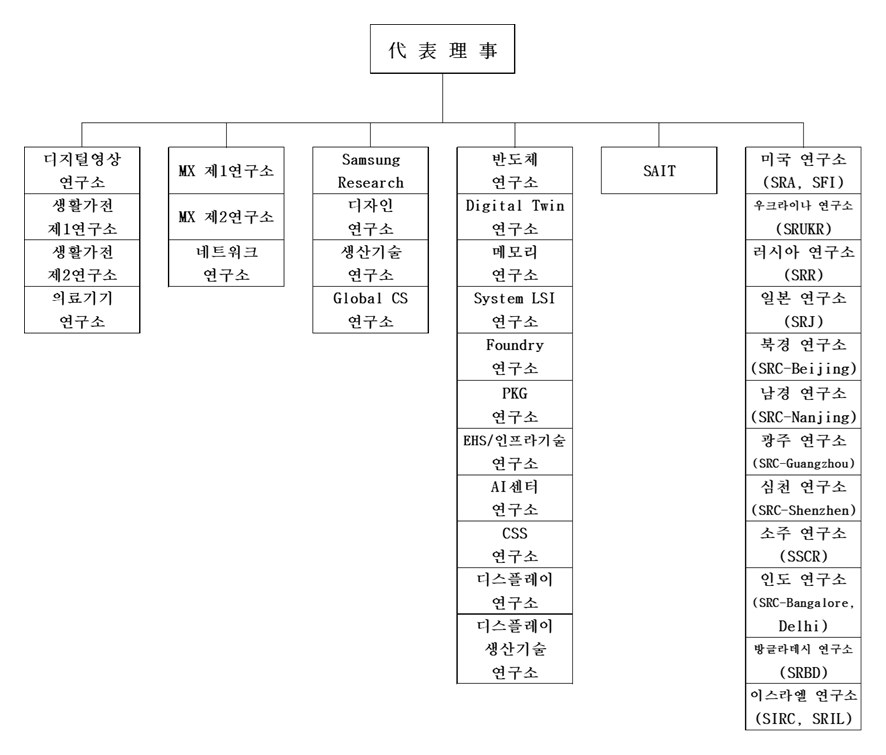 代 表 理 事
디지털영상
연구소
생활가전
제1연구소
생활가전
제2연구소
의료기기
연구소
MX 제1연구소
MX 제2연구소
네트워크
연구소
Samsung
Research
디자인
연구소
생산기술
연구소
Global CS
연구소
반도체
연구소
Digital Twin
연구소
메모리
연구소
System LSI
연구소
Foundry
연구소
PKG
연구소
EHS/인프라기술
연구소
AI센터
연구소
CSS
연구소
디스플레이
연구소
디스플레이
생산기술
연구소
SAIT
미국 연구소
(SRA, SFI)
우크라이나 연구소
(SRUKR)
러시아 연구소
(SRR)
일본 연구소
(SRJ)
북경 연구소
(SRC-Beijing)
남경 연구소
(SRC-Nanjing)
광주 연구소
(SRC-Guangzhou)
심천 연구소
(SRC-Shenzhen)
소주 연구소
(SSCR)
인도 연구소
(SRC-Bangalore,
Delhi)
방글라데시 연구소
(SRBD)
이스라엘 연구소
(SIRC, SRIL)